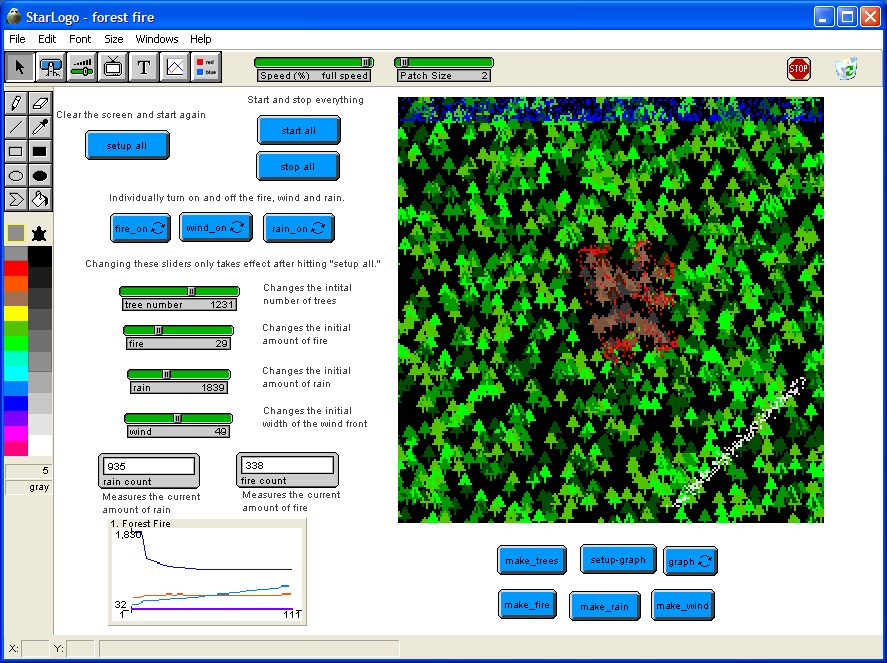 StarLogo - forest fire
File Edit Font Size Windows Help
T
red
blue
Speed (%) full speed
Patch Size 2
STOP
Clear the screen and start again
Start and stop everything
setup all
start all
stop all
Individually turn on and off the fire, wind and rain.
fire_on
wind_on
rain_on
Changing these sliders only takes effect after hitting "setup all."
tree number 1231
Changes the intital
number of trees
fire 29
Changes the initial
amount of fire
rain 1839
Changes the initial
amount of rain
wind 49
Changes the initial
width of the wind front
5
gray
935
rain count
338
fire count
Measures the current
amount of rain
Measures the current
amount of fire
1. Forest Fire
1,830
32
1
111
make_trees
setup-graph
graph
make_fire
make_rain
make_wind
X:
Y: